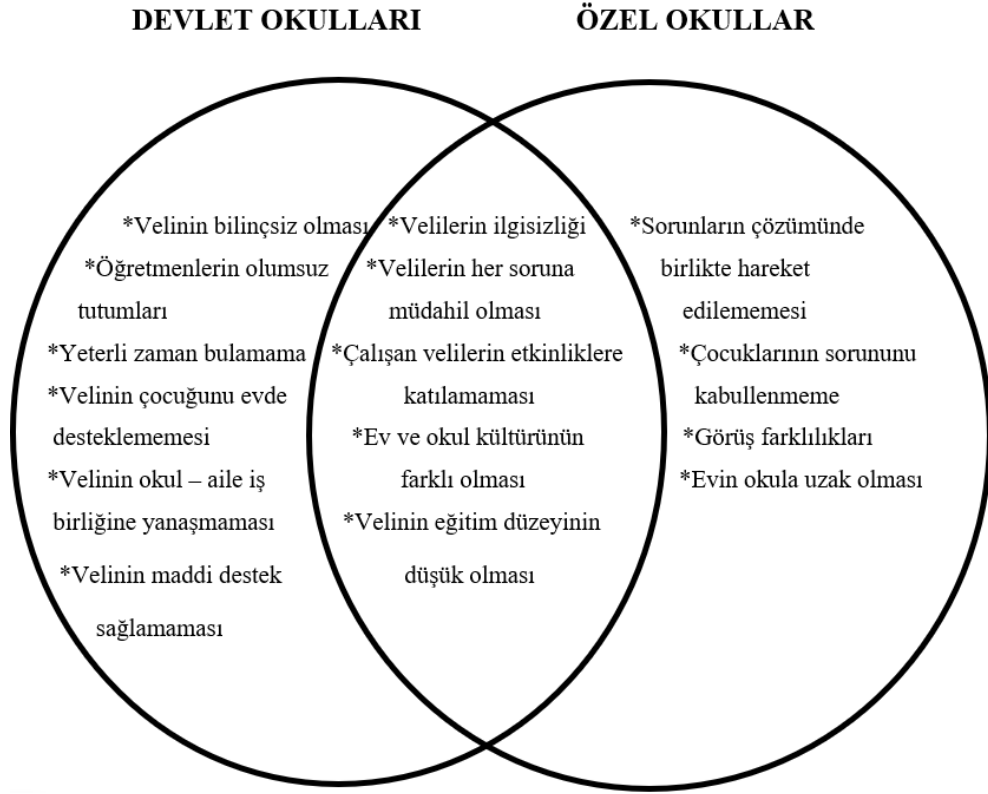 DEVLET OKULLARI
ÖZEL OKULLAR
*Velinin bilinçsiz olması
*Öğretmenlerin olumsuz
tutumları
*Yeterli zaman bulamama
*Velinin çocuğunu evde
desteklememesi
*Velinin okul – aile iş
birliğine yanaşmaması
*Velinin maddi destek
sağlamaması
*Velilerin ilgisizliği
*Velilerin her soruna
müdahil olması
*Çalışan velilerin etkinliklere
katılamaması
*Ev ve okul kültürünün
farklı olması
*Velinin eğitim düzeyinin
düşük olması
*Sorunların çözümünde
birlikte hareket
edilememesi
*Çocuklarının sorununu
kabullenmeme
*Görüş farklılıkları
*Evin okula uzak olması